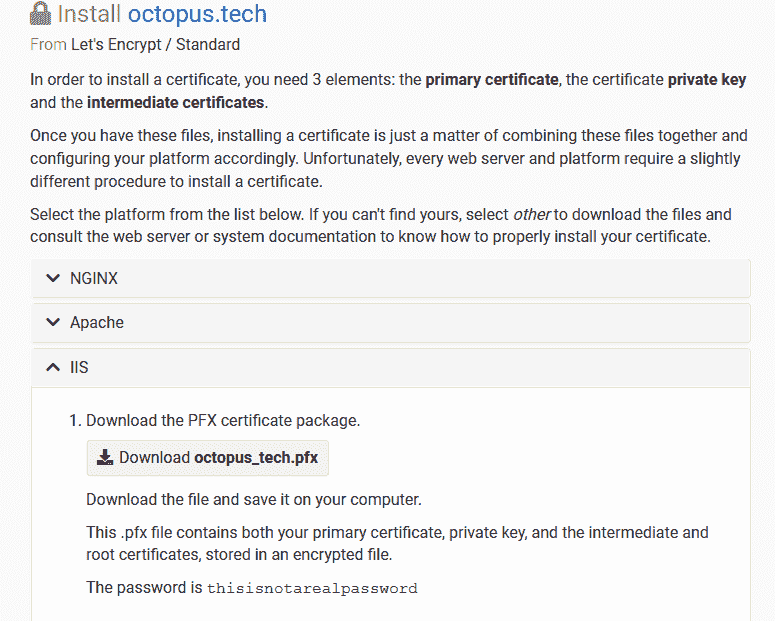 Install octopus.tech
From Let's Encrypt / Standard
In order to install a certificate, you need 3 elements: the primary certificate, the certificate private key
and the intermediate certificates.
Once you have these files, installing a certificate is just a matter of combining these files together and
configuring your platform accordingly. Unfortunately, every web server and platform require a slightly
different procedure to install a certificate.
Select the platform from the list below. If you can't find yours, select other to download the files and
consult the web server or system documentation to know how to properly install your certificate.
NGINX
Apache
IIS
1. Download the PFX certificate package.
Download octopus_tech.pfx
Download the file and save it on your computer.
This .pfx file contains both your primary certificate, private key, and the intermediate and
root certificates, stored in an encrypted file.
The password is thisisnotarealpassword